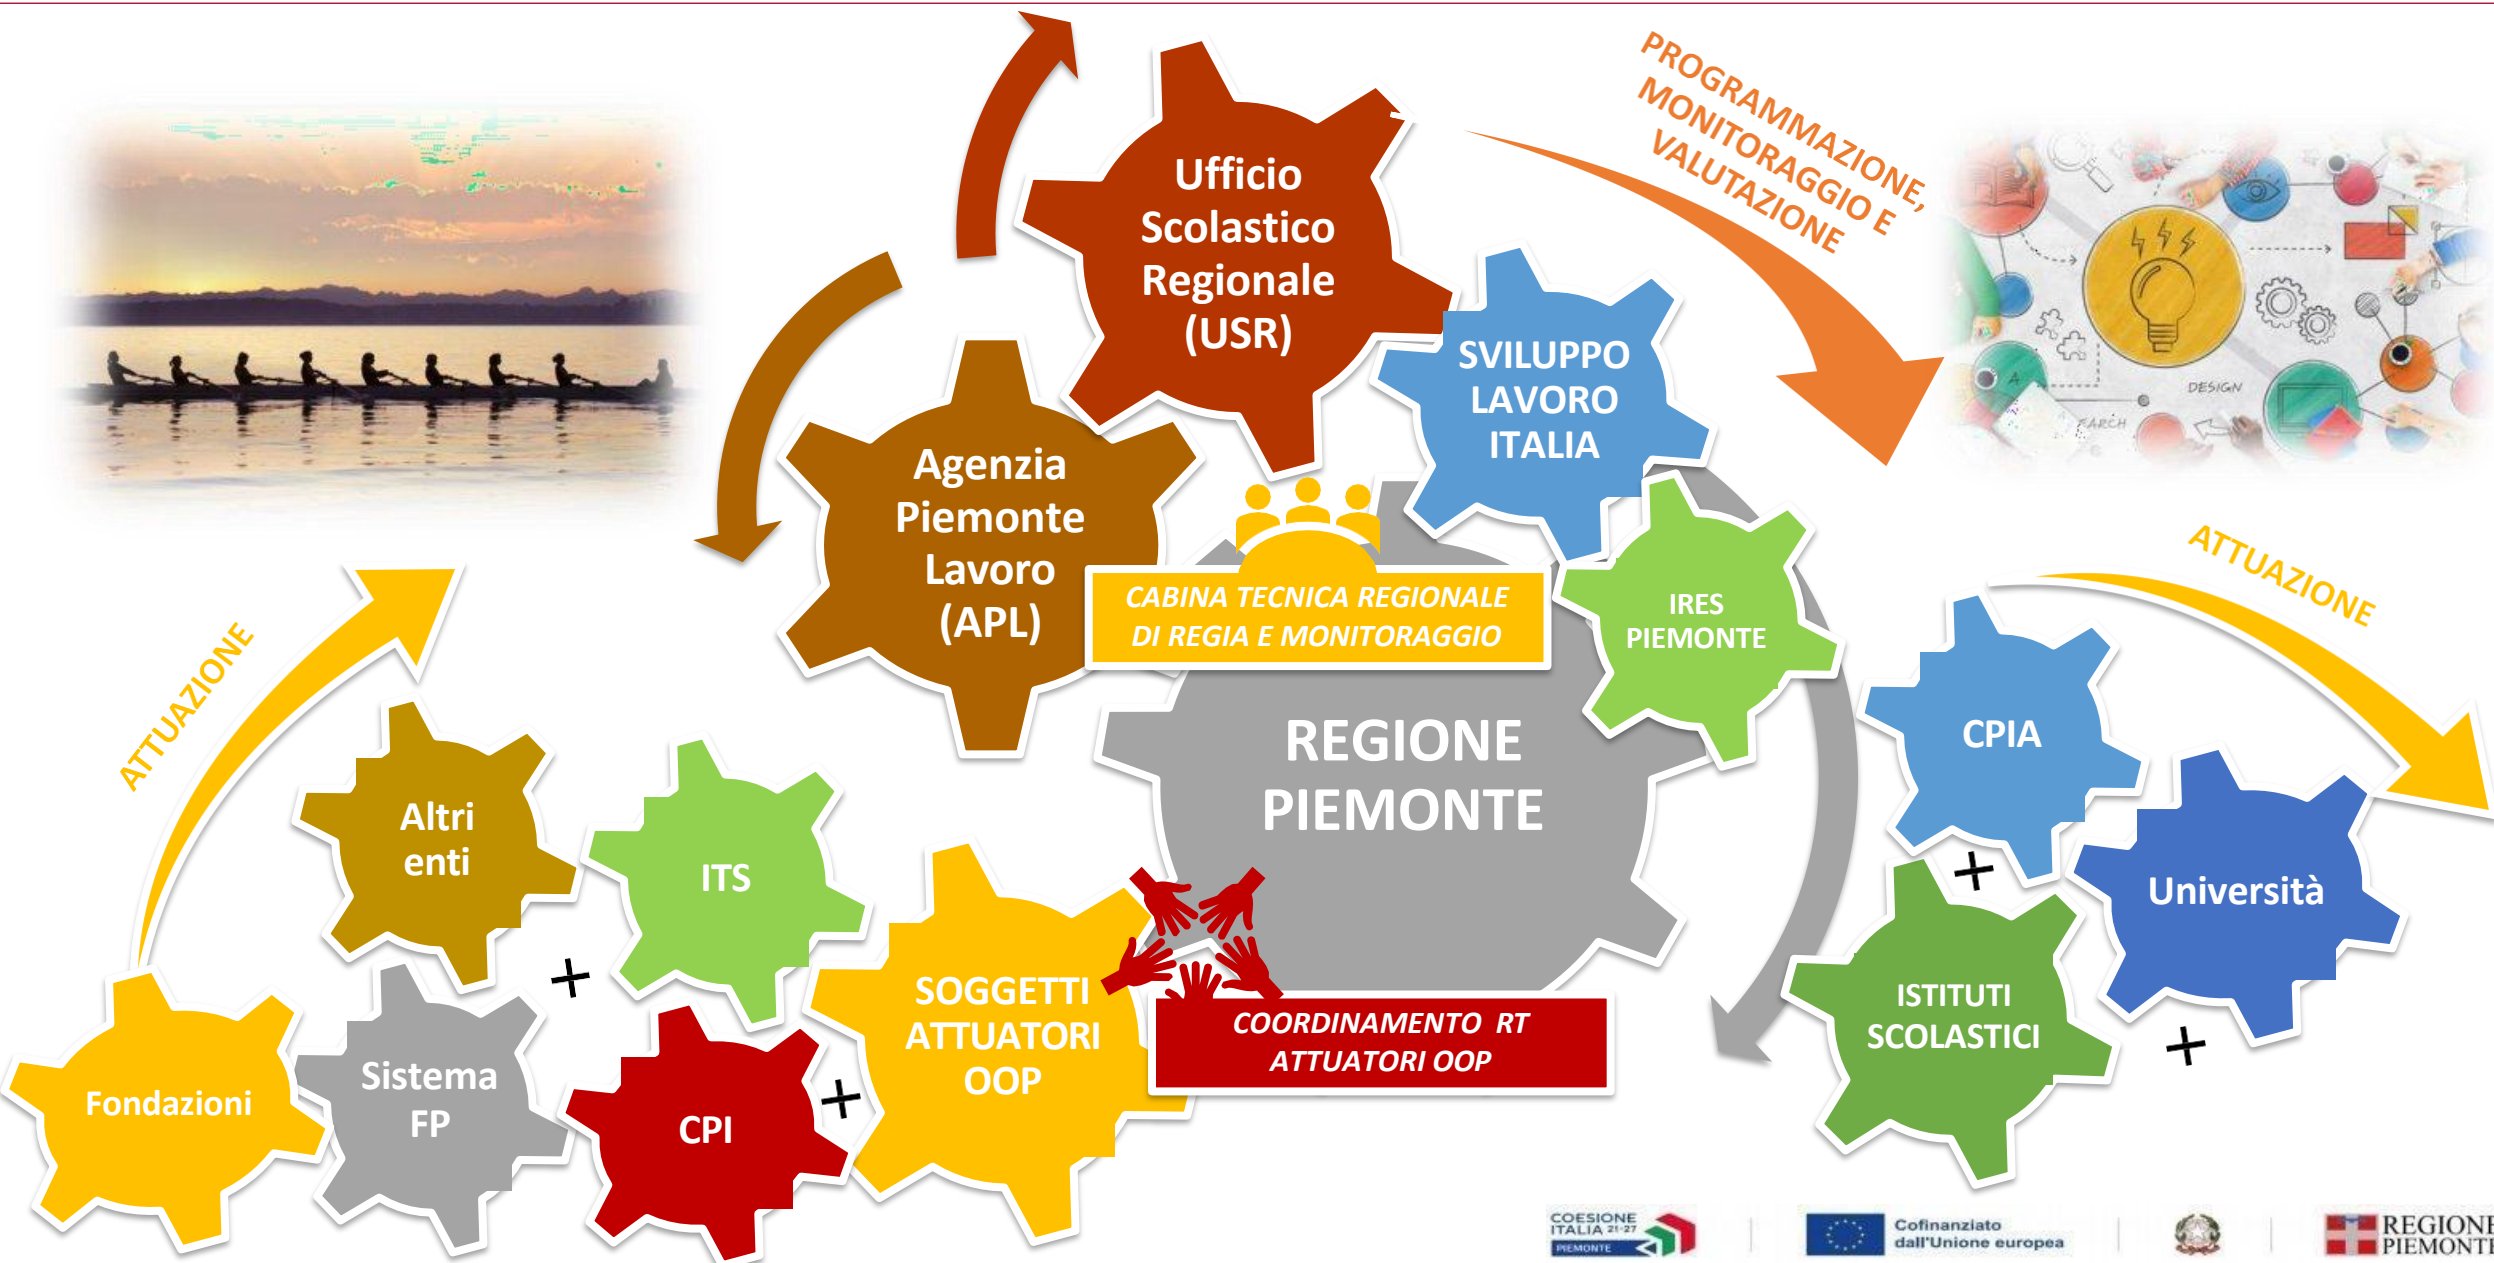 PROGRAMMAZIONE,
MONITORAGGIO E
VALUTAZIONE
Ufficio
Scolastico
Regionale
(USR)
SVILUPPO
LAVORO
ITALIA
DESIGN
EARCH
Agenzia
Piemonte
Lavoro
(APL)
CABINA TECNICA REGIONALE
DI REGIA E MONITORAGGIO
IRES
PIEMONTE
ATTUAZIONE
ATTUAZIONE
REGIONE
PIEMONTE
CPIA
Altri
enti
ITS
Università
SOGGETTI
ATTUATORI
OOP
ISTITUTI
SCOLASTICI
COORDINAMENTO RT
ATTUATORI OOP
Fondazioni
Sistema
FP
CPI
COESIONE
ITALIA 21-27
PIEMONTE
Cofinanziato
dall'Unione europea
REGIONE
PIEMONTE